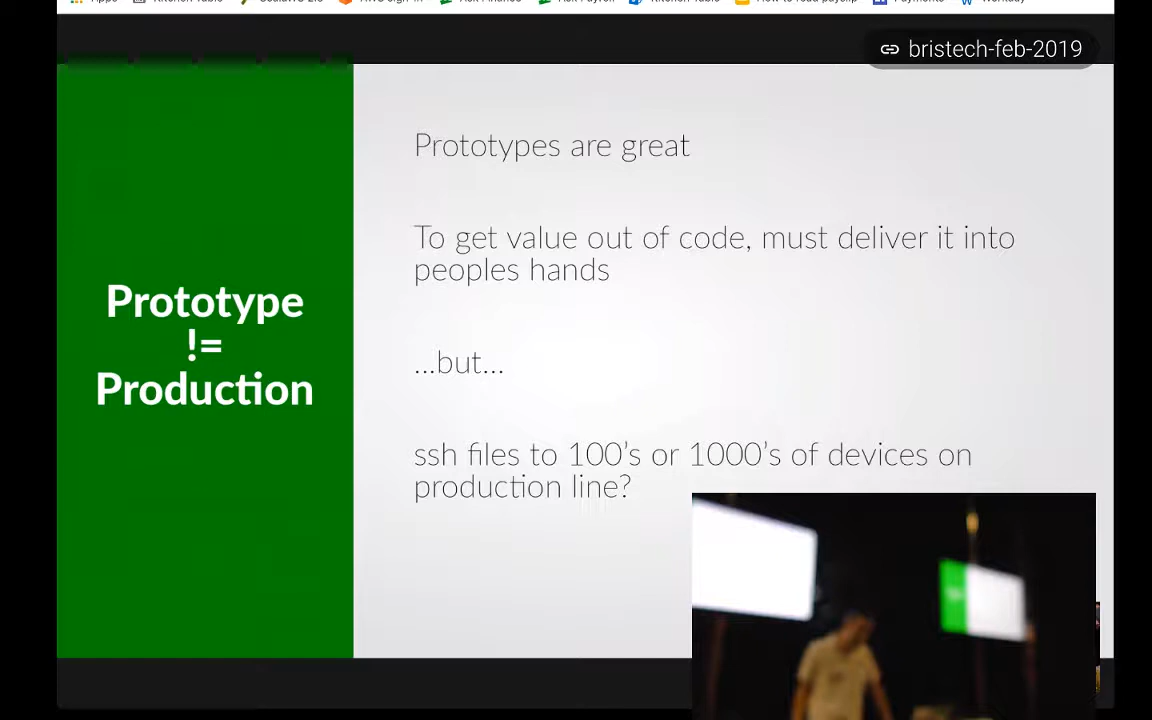 bristech-feb-2019
Prototype
!=
Production
Prototypes are great
To get value out of code, must deliver it into
peoples hands
...but...
ssh files to 100's or 1000's of devices on
production line?